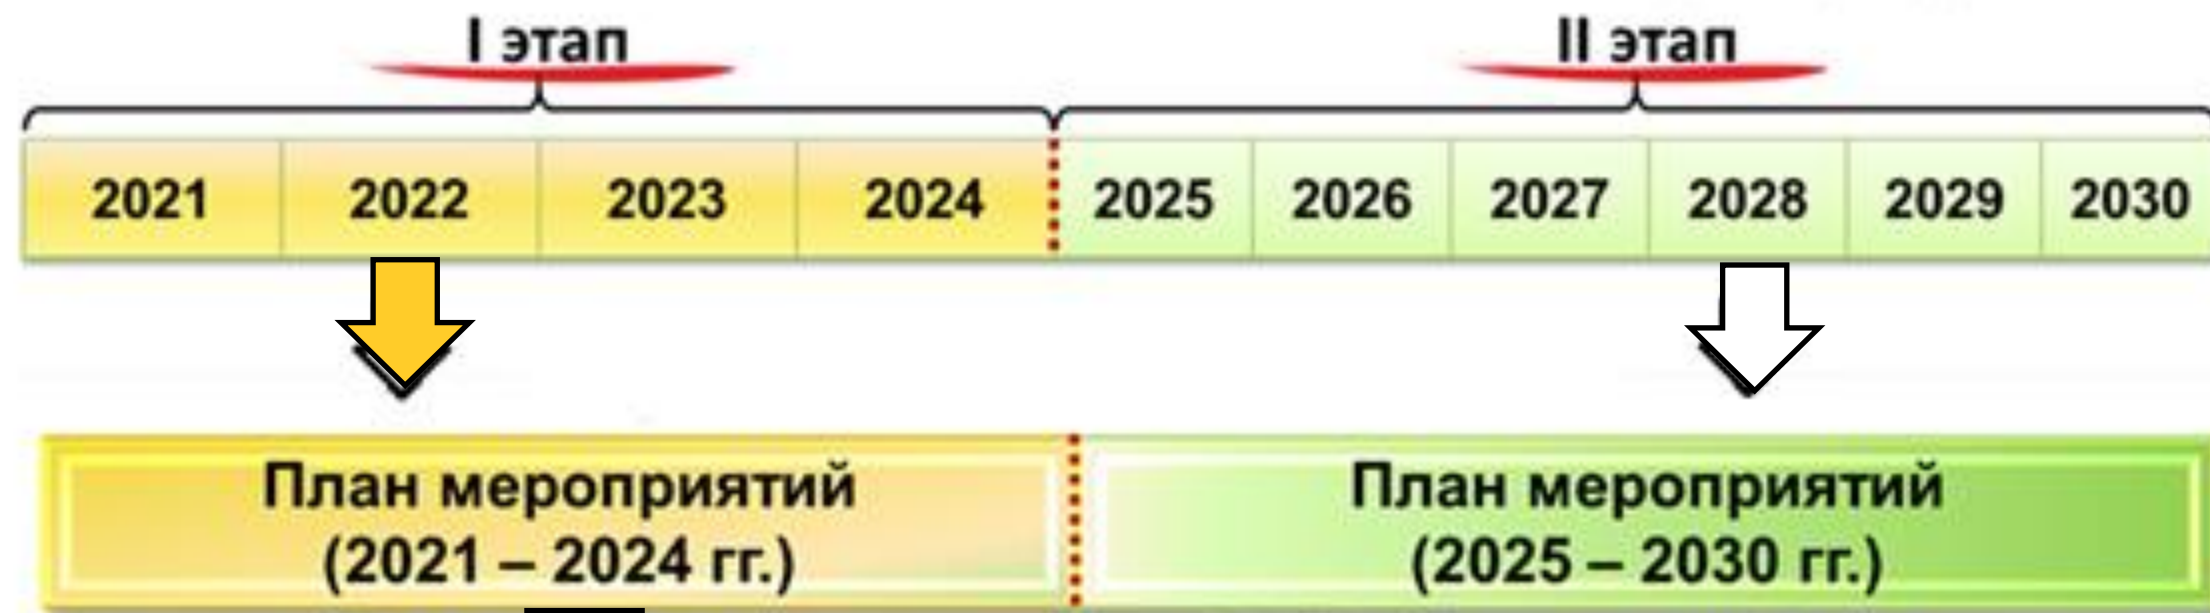 I этап II этап
2021 2022 2023 2024 2025 2026 2027 2028 2029 2030
План мероприятий
(2021 – 2024 гг.)
План мероприятий
(2025 – 2030 гг.)